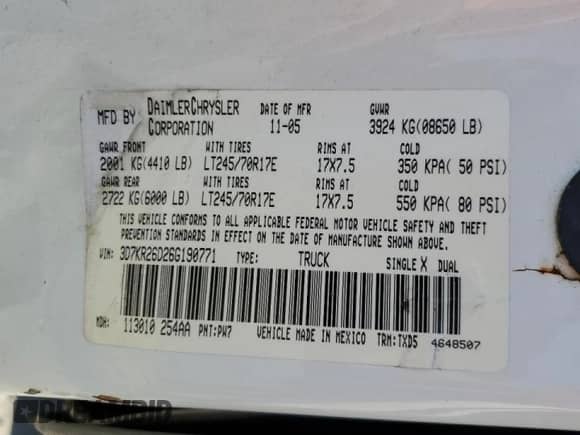 MFD BY DAIMLERCHRYSLER CORPORATION DATE OF MFR 11-05 GVWR 3924 KG(08650 LB)
GAWR FRONT WITH TIRES RIMS AT COLD
2001 KG(4410 LB) LT245/70R17E 17X7.5 350 KPA( 50 PSI)
GAWR REAR WITH TIRES RIMS AT COLD
2722 KG(6000 LB) LT245/70R17E 17X7.5 550 KPA( 80 PSI)
THIS VEHICLE CONFORMS TO ALL APPLICABLE FEDERAL MOTOR VEHICLE SAFETY AND THEFT
PREVENTION STANDARDS IN EFFECT ON THE DATE OF MANUFACTURE SHOWN ABOVE.
VIN: 3D7KR26D26G190771 TYPE: TRUCK SINGLE X DUAL
MDH: 113010 254AA PNT:PW7 VEHICLE MADE IN MEXICO TRM:TXD5 4648507